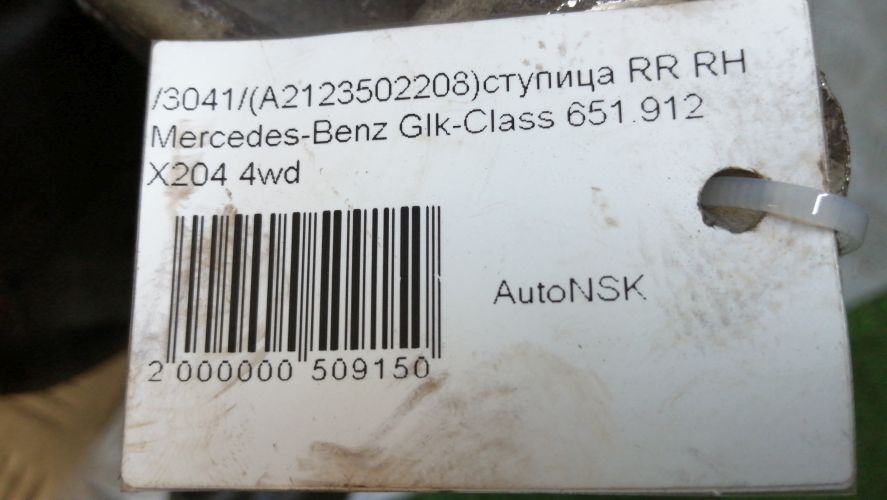 /3041/(A2123502208)ступица RR RH
Mercedes-Benz Glk-Class 651.912
X204 4wd
AutoNSK
2 000000 509150